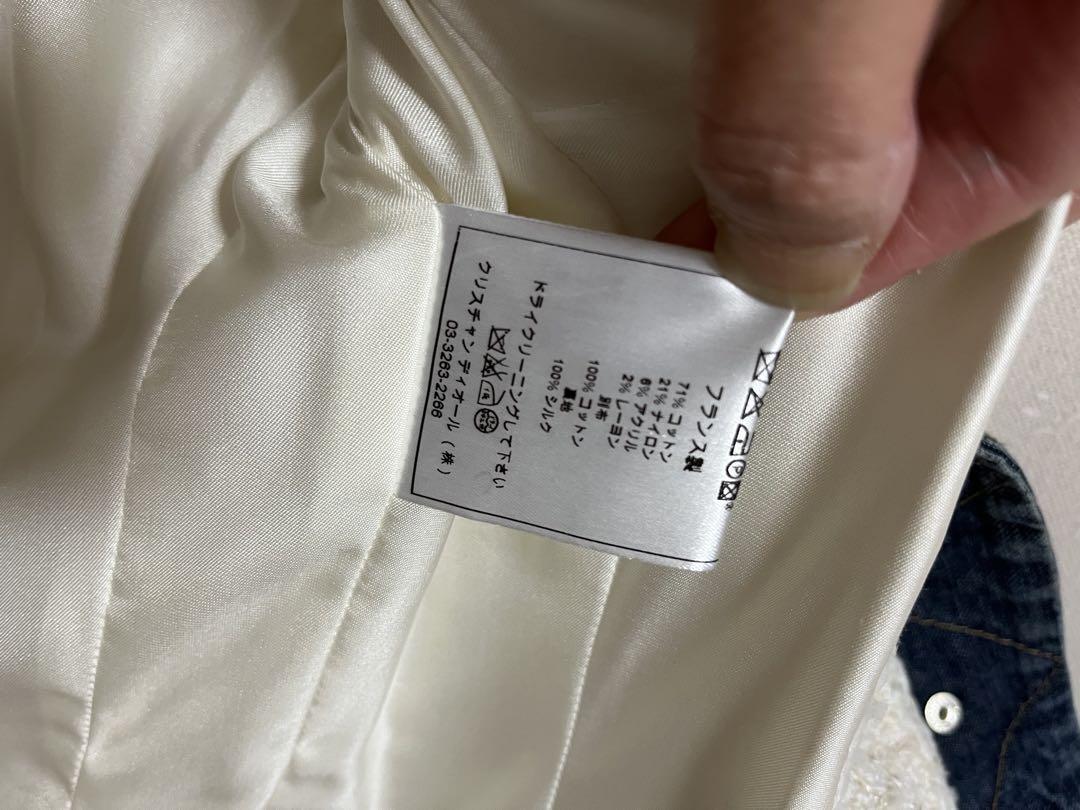 フランス製
71% コットン
21% ナイロン
6% アクリル
2% レーヨン
別布
100% コットン
裏地
100% シルク
ドライクリーニングして下さい
クリスチャン ディオール (株)
03-3263-2266